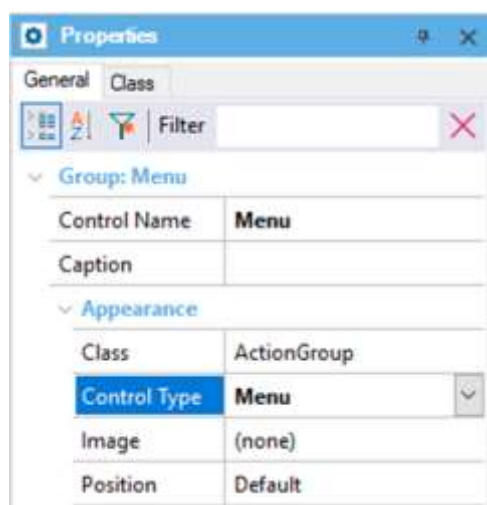 Properties
General Class
Filter
Group: Menu
Control Name Menu
Caption
Appearance
Class ActionGroup
Control Type Menu
Image (none)
Position Default